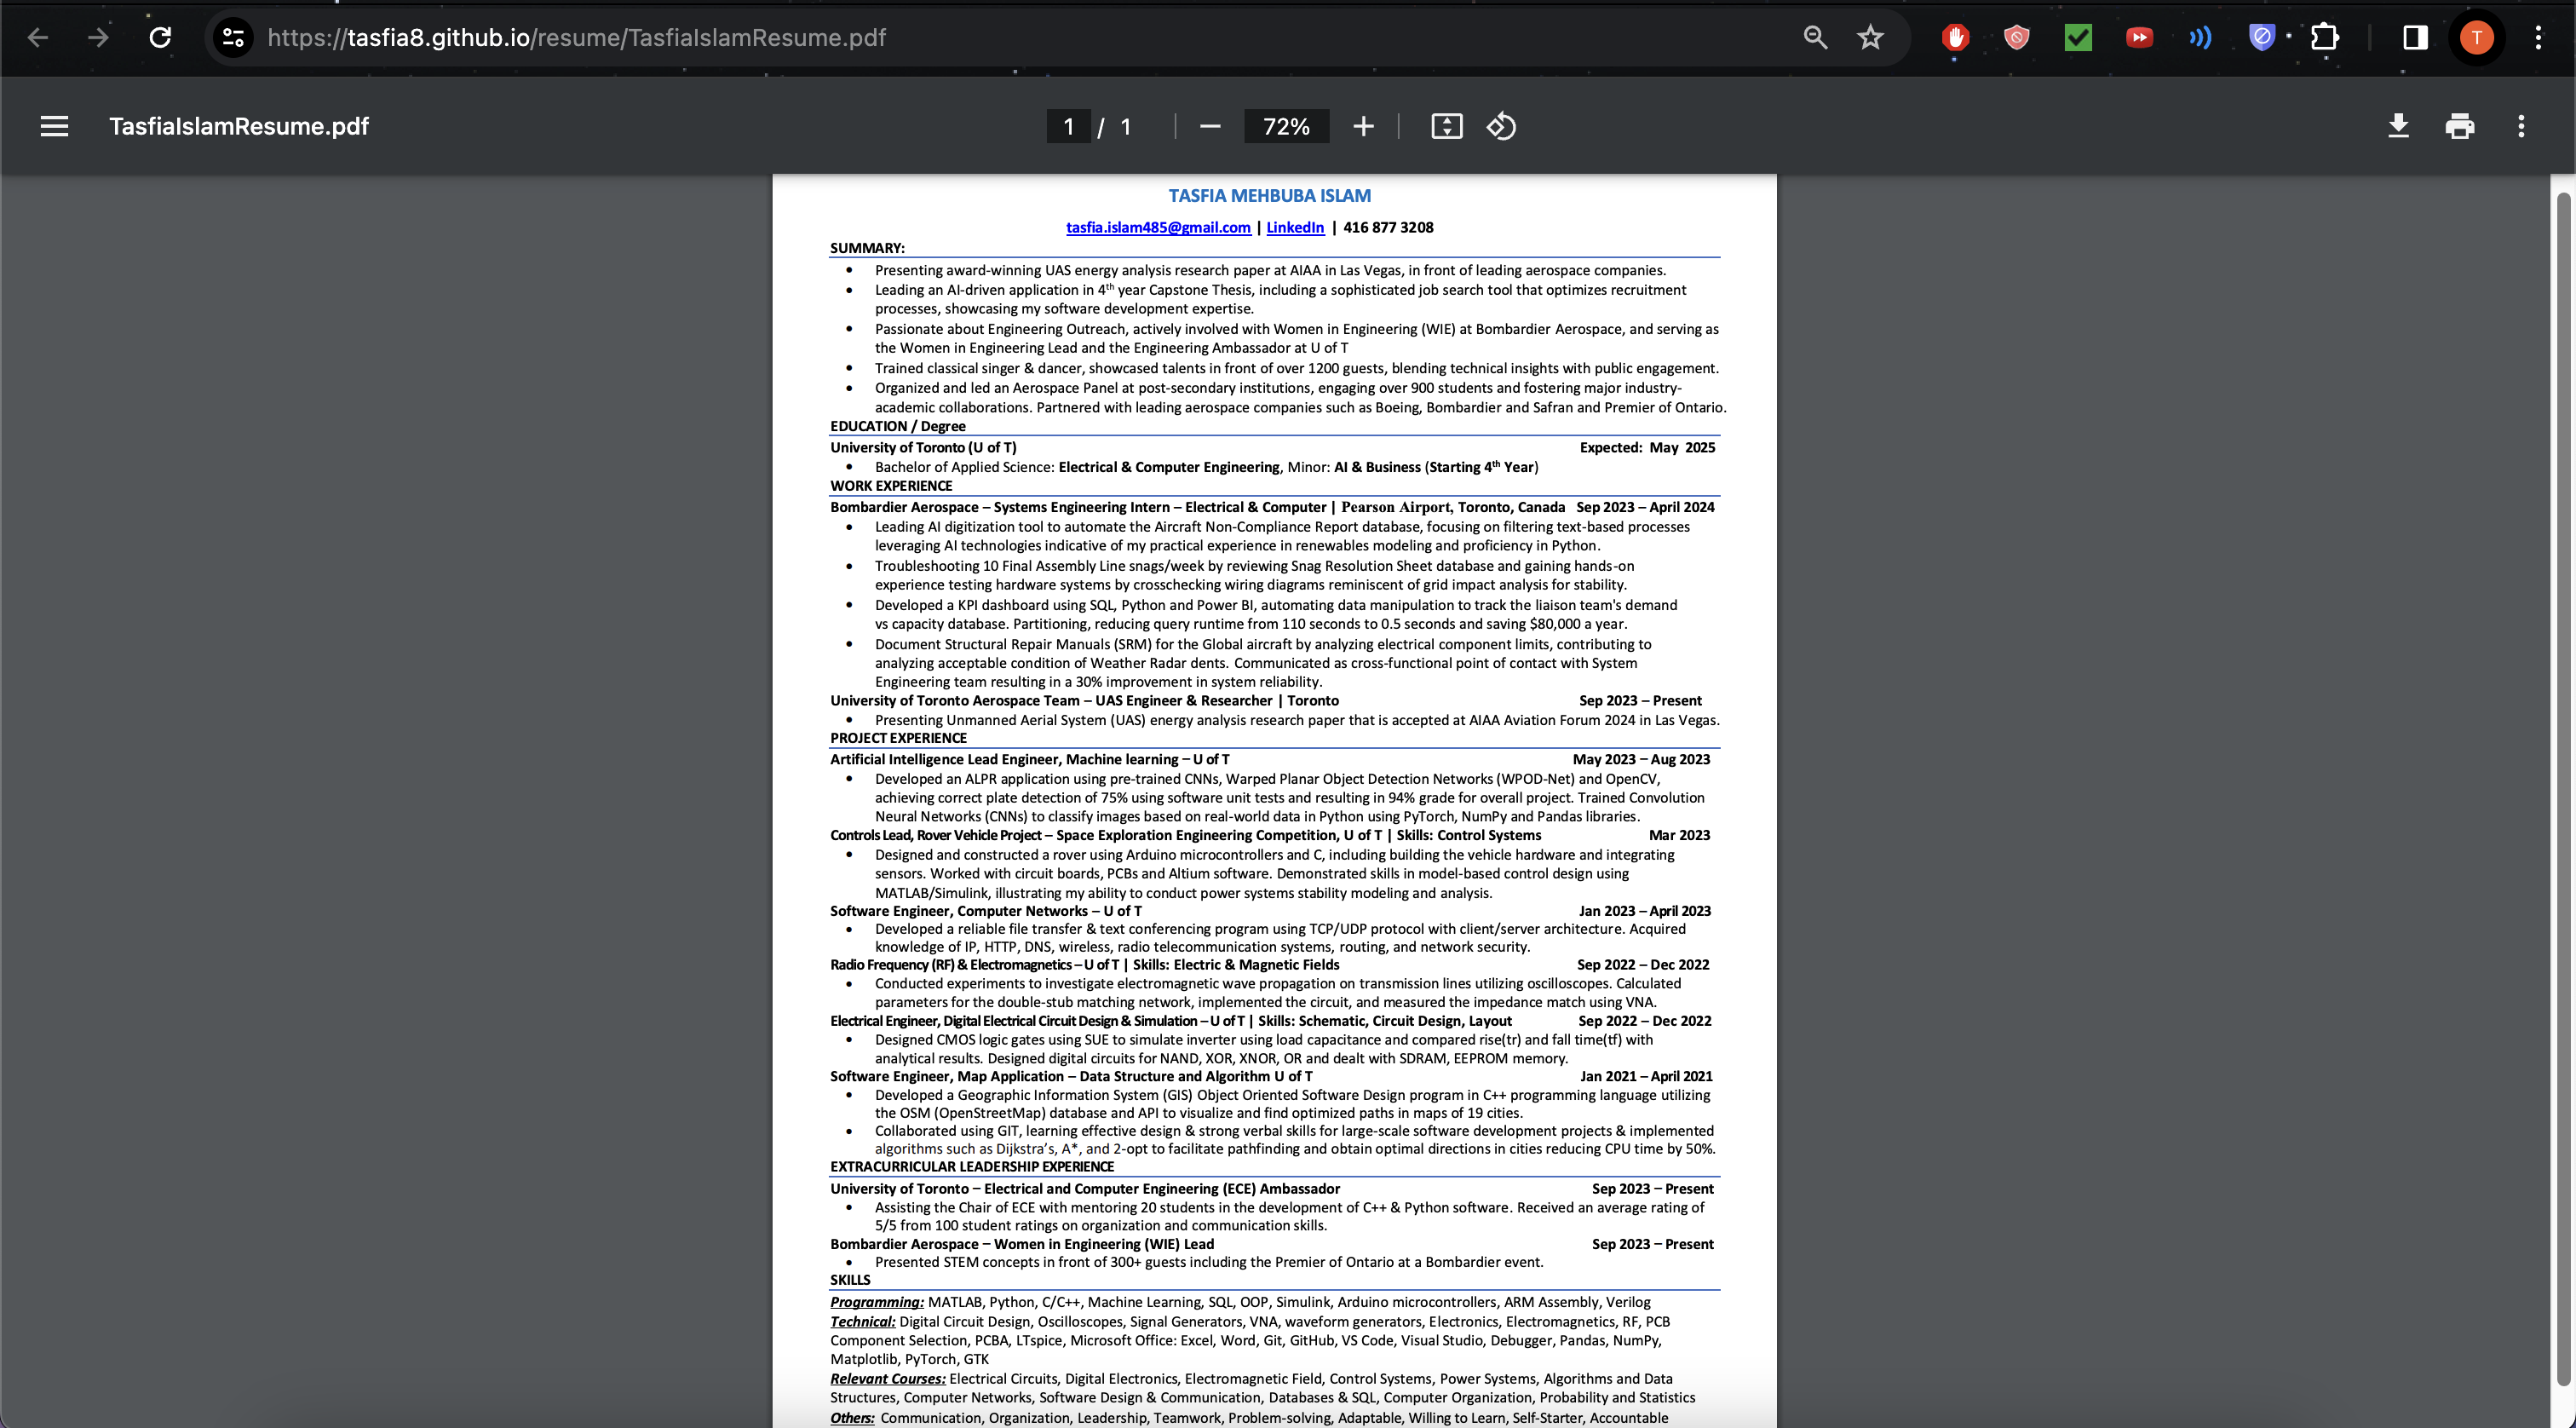 https://tasfia8.github.io/resume/TasfiaIslamResume.pdf
T
TasfiaIslamResume.pdf
1 / 1
72%
TASFIA MEHBUBA ISLAM
tasfia.islam485@gmail.com | LinkedIn | 416 877 3208
SUMMARY:
• Presenting award-winning UAS energy analysis research paper at AIAA in Las Vegas, in front of leading aerospace companies.
• Leading an AI-driven application in 4th year Capstone Thesis, including a sophisticated job search tool that optimizes recruitment
processes, showcasing my software development expertise.
• Passionate about Engineering Outreach, actively involved with Women in Engineering (WIE) at Bombardier Aerospace, and serving as
the Women in Engineering Lead and the Engineering Ambassador at U of T
• Trained classical singer & dancer, showcased talents in front of over 1200 guests, blending technical insights with public engagement.
• Organized and led an Aerospace Panel at post-secondary institutions, engaging over 900 students and fostering major industry-
academic collaborations. Partnered with leading aerospace companies such as Boeing, Bombardier and Safran and Premier of Ontario.
EDUCATION / Degree
University of Toronto (U of T) Expected: May 2025
• Bachelor of Applied Science: Electrical & Computer Engineering, Minor: AI & Business (Starting 4th Year)
WORK EXPERIENCE
Bombardier Aerospace – Systems Engineering Intern – Electrical & Computer | Pearson Airport, Toronto, Canada Sep 2023 – April 2024
• Leading AI digitization tool to automate the Aircraft Non-Compliance Report database, focusing on filtering text-based processes
leveraging AI technologies indicative of my practical experience in renewables modeling and proficiency in Python.
• Troubleshooting 10 Final Assembly Line snags/week by reviewing Snag Resolution Sheet database and gaining hands-on
experience testing hardware systems by crosschecking wiring diagrams reminiscent of grid impact analysis for stability.
• Developed a KPI dashboard using SQL, Python and Power BI, automating data manipulation to track the liaison team's demand
vs capacity database. Partitioning, reducing query runtime from 110 seconds to 0.5 seconds and saving $80,000 a year.
• Document Structural Repair Manuals (SRM) for the Global aircraft by analyzing electrical component limits, contributing to
analyzing acceptable condition of Weather Radar dents. Communicated as cross-functional point of contact with System
Engineering team resulting in a 30% improvement in system reliability.
University of Toronto Aerospace Team – UAS Engineer & Researcher | Toronto Sep 2023 – Present
• Presenting Unmanned Aerial System (UAS) energy analysis research paper that is accepted at AIAA Aviation Forum 2024 in Las Vegas.
PROJECT EXPERIENCE
Artificial Intelligence Lead Engineer, Machine learning – U of T May 2023 – Aug 2023
• Developed an ALPR application using pre-trained CNNs, Warped Planar Object Detection Networks (WPOD-Net) and OpenCV,
achieving correct plate detection of 75% using software unit tests and resulting in 94% grade for overall project. Trained Convolution
Neural Networks (CNNs) to classify images based on real-world data in Python using PyTorch, NumPy and Pandas libraries.
Controls Lead, Rover Vehicle Project – Space Exploration Engineering Competition, U of T | Skills: Control Systems Mar 2023
• Designed and constructed a rover using Arduino microcontrollers and C, including building the vehicle hardware and integrating
sensors. Worked with circuit boards, PCBs and Altium software. Demonstrated skills in model-based control design using
MATLAB/Simulink, illustrating my ability to conduct power systems stability modeling and analysis.
Software Engineer, Computer Networks – U of T Jan 2023 – April 2023
• Developed a reliable file transfer & text conferencing program using TCP/UDP protocol with client/server architecture. Acquired
knowledge of IP, HTTP, DNS, wireless, radio telecommunication systems, routing, and network security.
Radio Frequency (RF) & Electromagnetics – U of T | Skills: Electric & Magnetic Fields Sep 2022 – Dec 2022
• Conducted experiments to investigate electromagnetic wave propagation on transmission lines utilizing oscilloscopes. Calculated
parameters for the double-stub matching network, implemented the circuit, and measured the impedance match using VNA.
Electrical Engineer, Digital Electrical Circuit Design & Simulation – U of T | Skills: Schematic, Circuit Design, Layout Sep 2022 – Dec 2022
• Designed CMOS logic gates using SUE to simulate inverter using load capacitance and compared rise(tr) and fall time(tf) with
analytical results. Designed digital circuits for NAND, XOR, XNOR, OR and dealt with SDRAM, EEPROM memory.
Software Engineer, Map Application – Data Structure and Algorithm U of T Jan 2021 – April 2021
• Developed a Geographic Information System (GIS) Object Oriented Software Design program in C++ programming language utilizing
the OSM (OpenStreetMap) database and API to visualize and find optimized paths in maps of 19 cities.
• Collaborated using GIT, learning effective design & strong verbal skills for large-scale software development projects & implemented
algorithms such as Dijkstra’s, A*, and 2-opt to facilitate pathfinding and obtain optimal directions in cities reducing CPU time by 50%.
EXTRACURRICULAR LEADERSHIP EXPERIENCE
University of Toronto – Electrical and Computer Engineering (ECE) Ambassador Sep 2023 – Present
• Assisting the Chair of ECE with mentoring 20 students in the development of C++ & Python software. Received an average rating of
5/5 from 100 student ratings on organization and communication skills.
Bombardier Aerospace – Women in Engineering (WIE) Lead Sep 2023 – Present
• Presented STEM concepts in front of 300+ guests including the Premier of Ontario at a Bombardier event.
SKILLS
Programming: MATLAB, Python, C/C++, Machine Learning, SQL, OOP, Simulink, Arduino microcontrollers, ARM Assembly, Verilog
Technical: Digital Circuit Design, Oscilloscopes, Signal Generators, VNA, waveform generators, Electronics, Electromagnetics, RF, PCB
Component Selection, PCBA, LTspice, Microsoft Office: Excel, Word, Git, GitHub, VS Code, Visual Studio, Debugger, Pandas, NumPy,
Matplotlib, PyTorch, GTK
Relevant Courses: Electrical Circuits, Digital Electronics, Electromagnetic Field, Control Systems, Power Systems, Algorithms and Data
Structures, Computer Networks, Software Design & Communication, Databases & SQL, Computer Organization, Probability and Statistics
Others: Communication, Organization, Leadership, Teamwork, Problem-solving, Adaptable, Willing to Learn, Self-Starter, Accountable